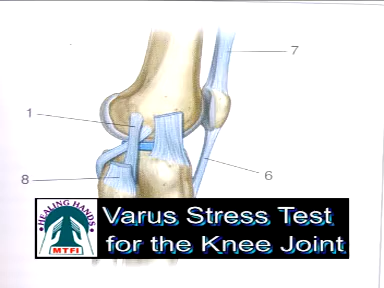 7
1
6
8
HEALING HANDS
MTFI
Varus Stress Test
for the Knee Joint